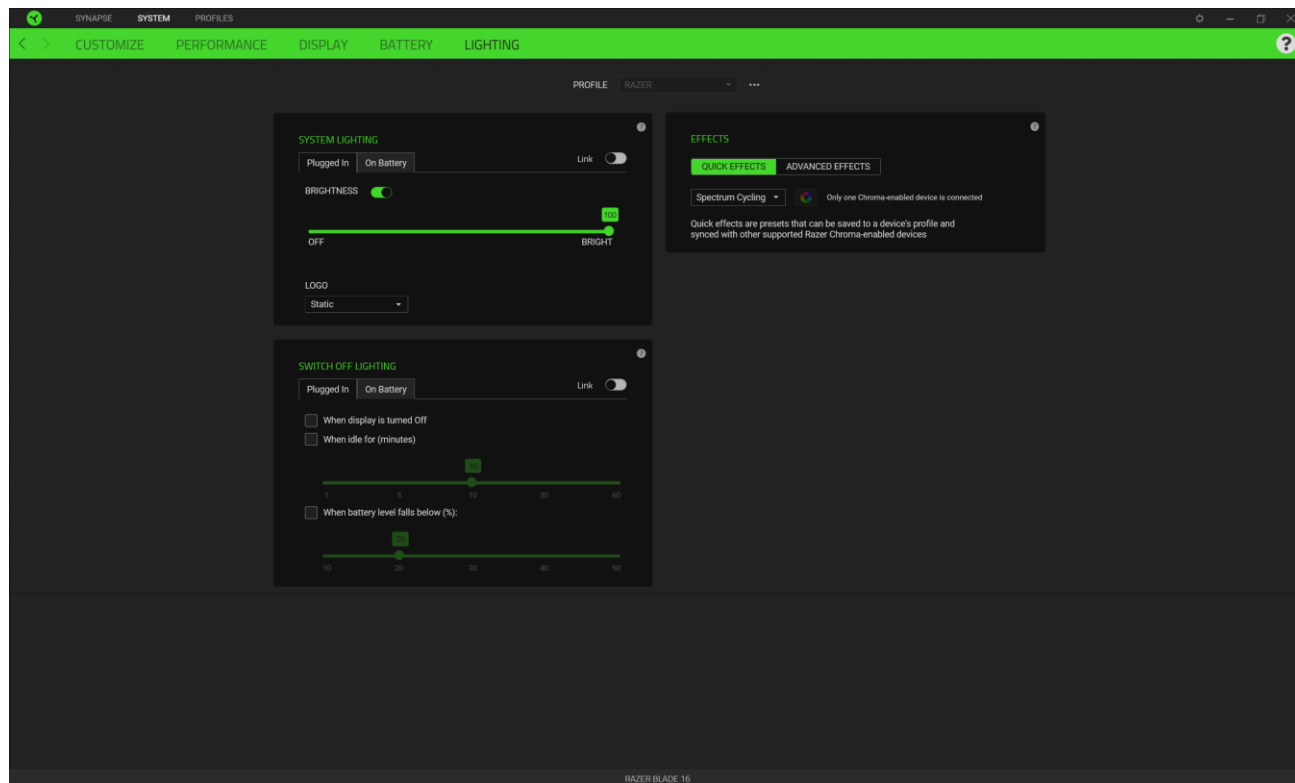 SYNAPSE SYSTEM PROFILES
CUSTOMIZE PERFORMANCE DISPLAY BATTERY LIGHTING ?
PROFILE RAZER
SYSTEM LIGHTING
Plugged In On Battery Link
BRIGHTNESS
100
OFF BRIGHT
LOGO
Static
EFFECTS
QUICK EFFECTS ADVANCED EFFECTS
Spectrum Cycling Only one Chroma-enabled device is connected
Quick effects are presets that can be saved to a device's profile and
synced with other supported Razer Chroma-enabled devices
SWITCH OFF LIGHTING
Plugged In On Battery Link
When display is turned Off
When idle for (minutes)
10
1 5 10 30 60
When battery level falls below (%):
20
10 20 30 40 50
RAZER BLADE 16